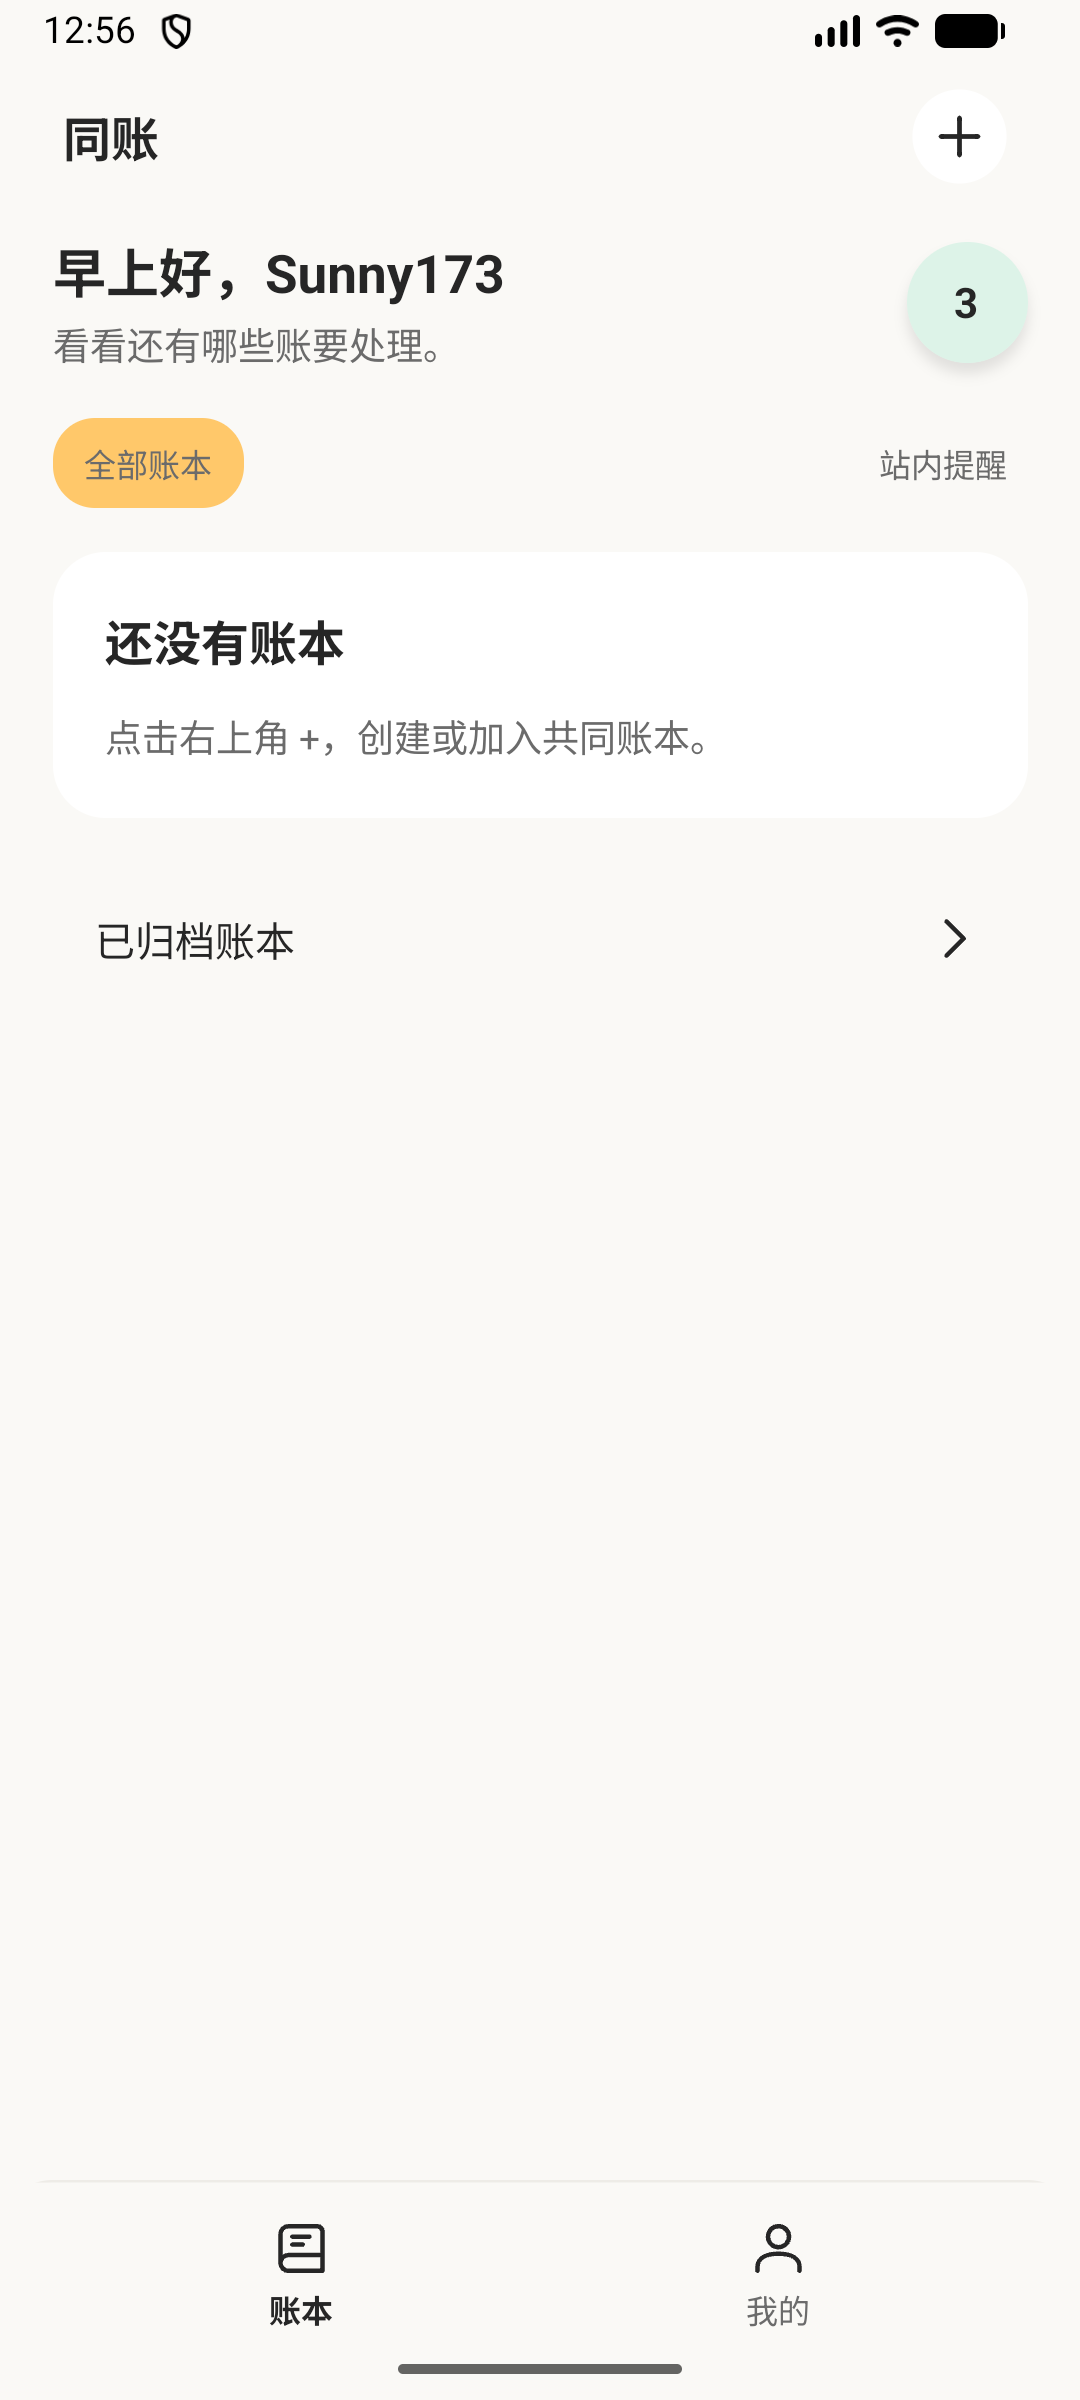 12:56
同账
早上好，Sunny173
3
看看还有哪些账要处理。
全部账本
站内提醒
还没有账本
点击右上角 +，创建或加入共同账本。
已归档账本
账本
我的